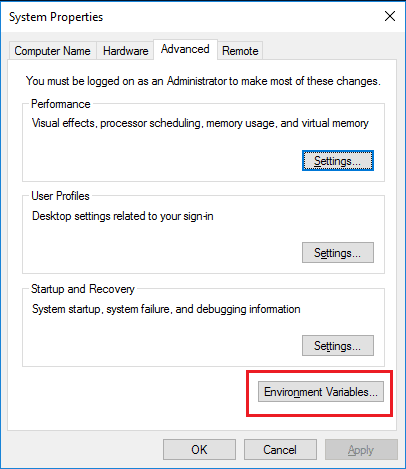 System Properties
Computer Name Hardware Advanced Remote
You must be logged on as an Administrator to make most of these changes.
Performance
Visual effects, processor scheduling, memory usage, and virtual memory
Settings...
User Profiles
Desktop settings related to your sign-in
Settings...
Startup and Recovery
System startup, system failure, and debugging information
Settings...
Environment Variables...
OK Cancel Apply